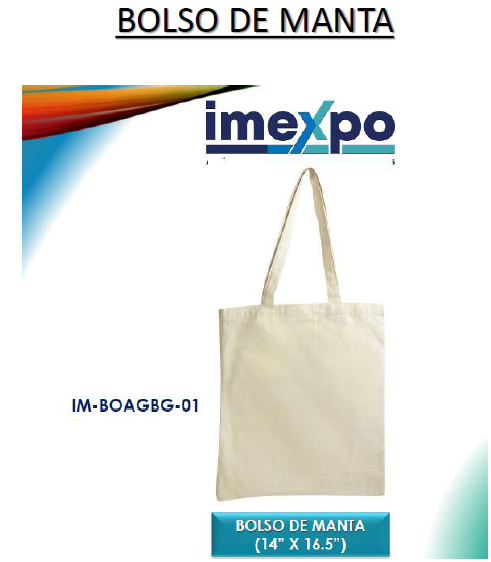 BOLSO DE MANTA
imexpo
IM-BOAGBG-01
BOLSO DE MANTA
(14” X 16.5”)